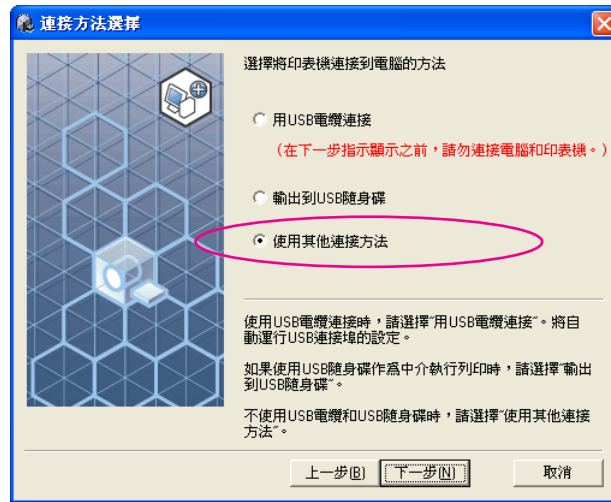 連接方法選擇
選擇將印表機連接到電腦的方法
用USB電纜連接
（在下一步指示顯示之前，請勿連接電腦和印表機。）
輸出到USB隨身碟
使用其他連接方法
使用USB電纜連接時，請選擇"用USB電纜連接"。將自
動運行USB連接埠的設定。
如果使用USB隨身碟作爲中介執行列印時，請選擇"輸出
到USB隨身碟"。
不使用USB電纜和USB隨身碟時，請選擇"使用其他連接
方法"。
上一步(B) 下一步(N) 取消